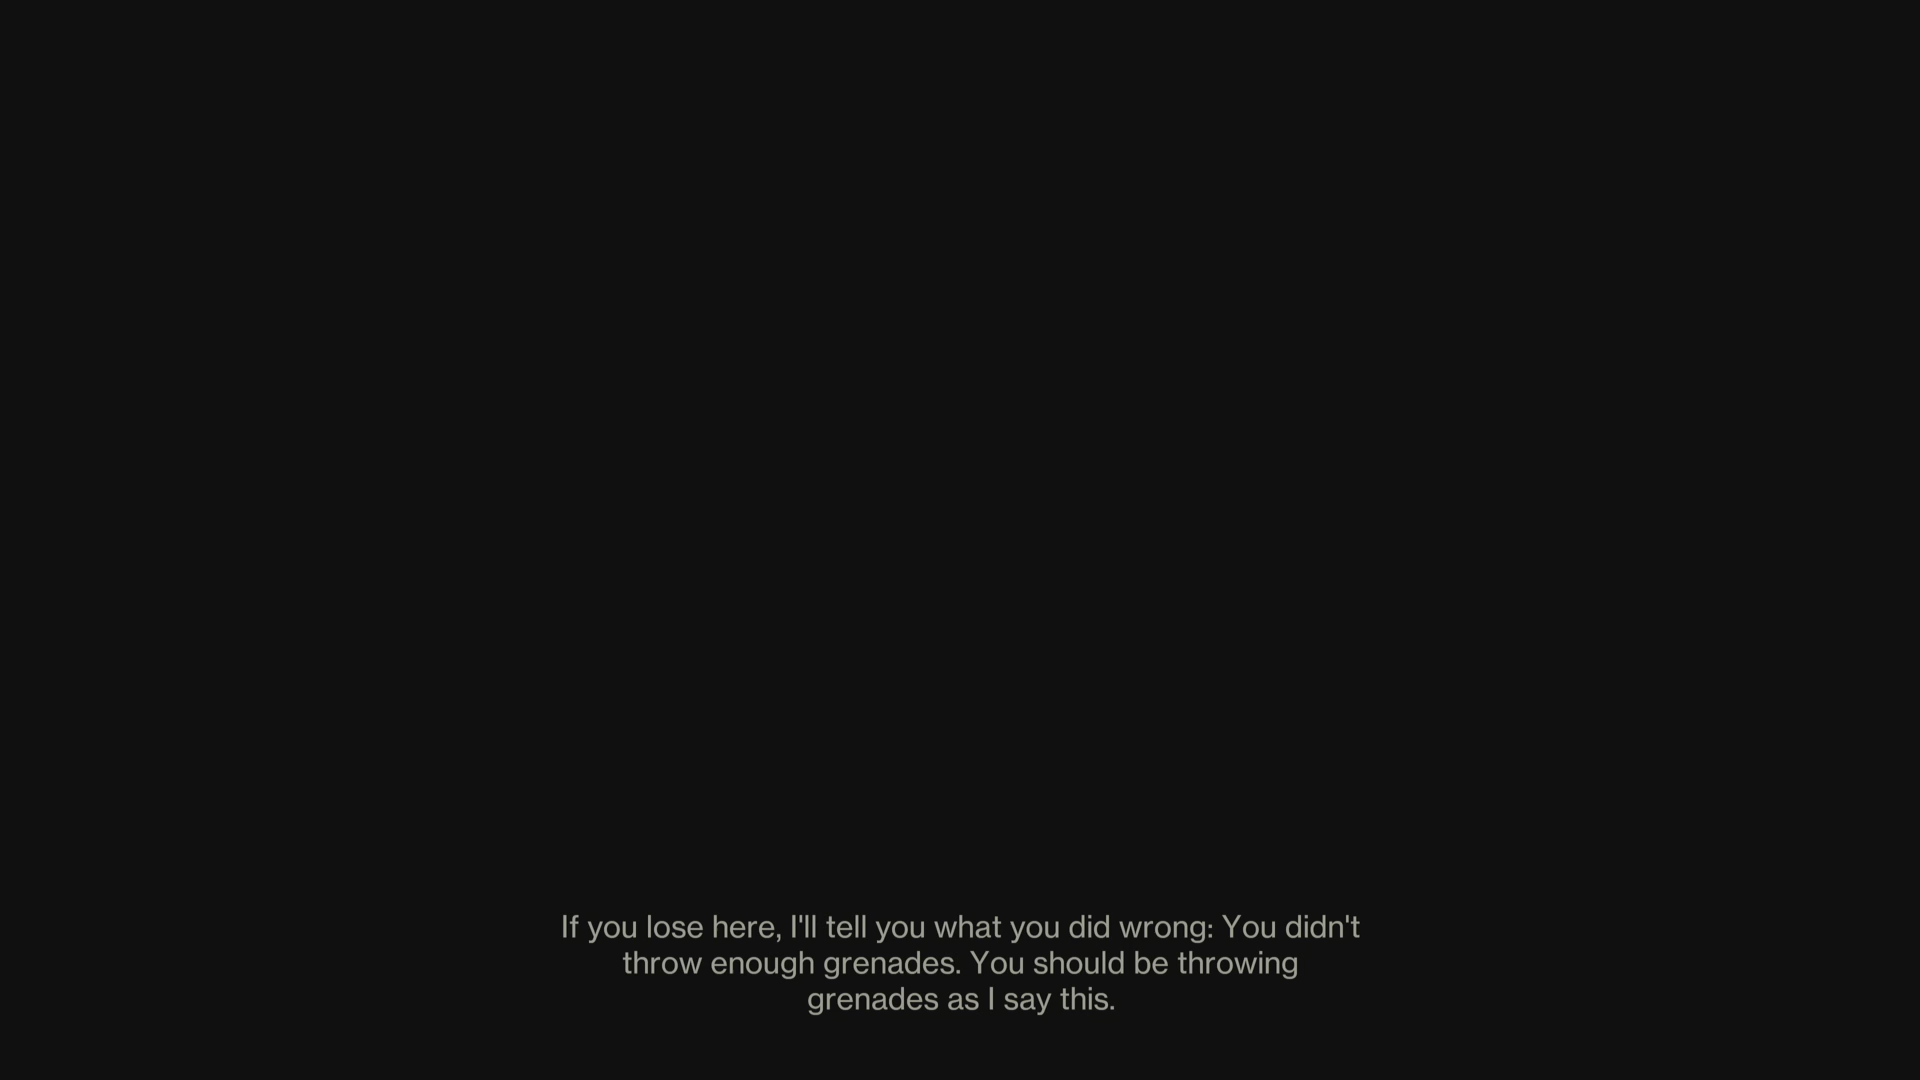 If you lose here, I'll tell you what you did wrong: You didn't
throw enough grenades. You should be throwing
grenades as I say this.